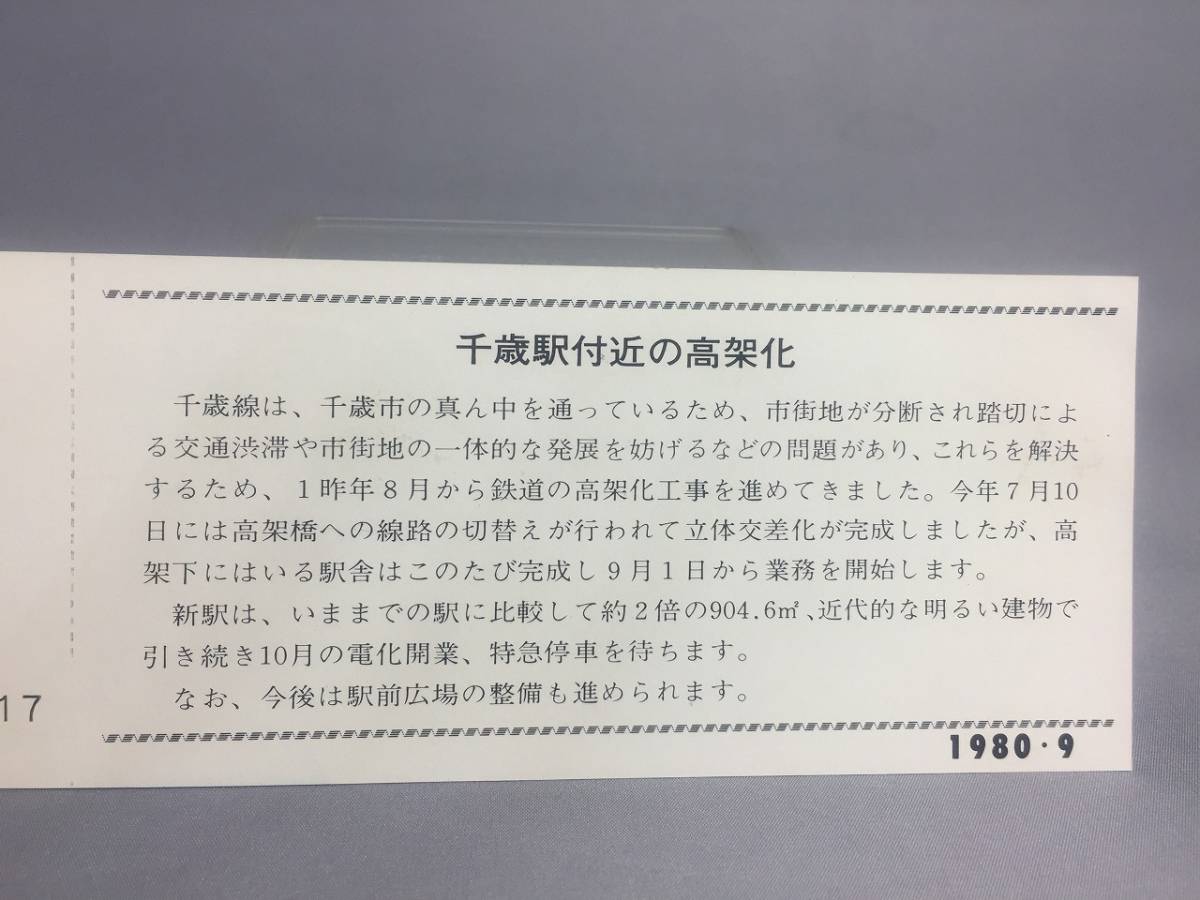 千歳駅付近の高架化
千歳線は、千歳市の真ん中を通っているため、市街地が分断され踏切によ
る交通渋滞や市街地の一体的な発展を妨げるなどの問題があり、これらを解決
するため、１昨年８月から鉄道の高架化工事を進めてきました。今年７月10
日には高架橋への線路の切替えが行われて立体交差化が完成しましたが、高
架下にはいる駅舎はこのたび完成し９月１日から業務を開始します。
新駅は、いままでの駅に比較して約２倍の904.6㎡、近代的な明るい建物で
引き続き10月の電化開業、特急停車を待ちます。
なお、今後は駅前広場の整備も進められます。
17
1980・9